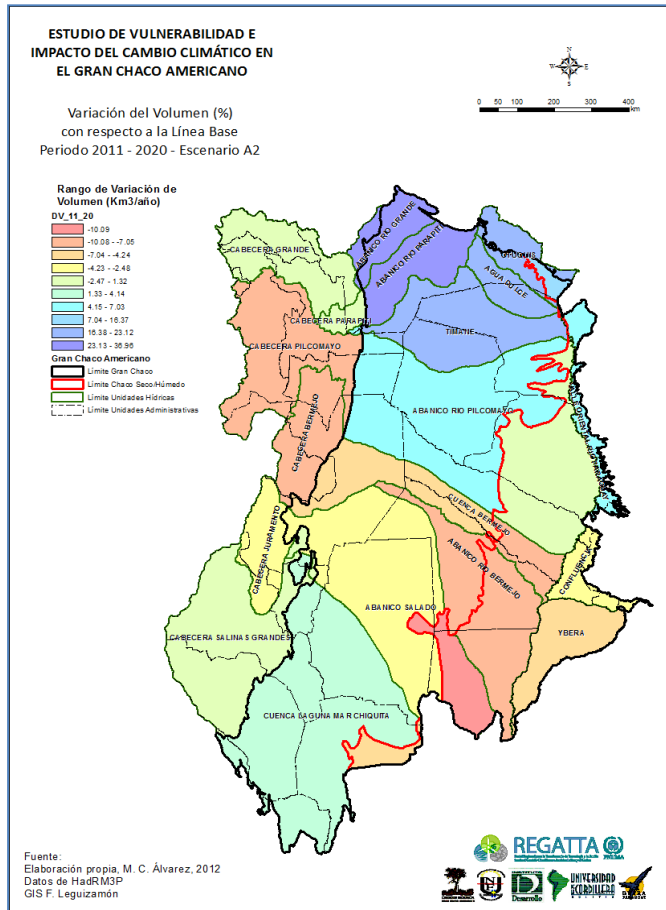 ESTUDIO DE VULNERABILIDAD E
IMPACTO DEL CAMBIO CLIMÁTICO EN
EL GRAN CHACO AMERICANO
Variación del Volumen (%)
con respecto a la Línea Base
Periodo 2011 - 2020 - Escenario A2
N
W E
S
0 50 100 200 300 400
km
Rango de Variación de
Volumen (Km3/año)
DV_11_20
-10.09
-10.08 - -7.05
-7.04 - -4.24
-4.23 - -2.48
-2.47 - 1.32
1.33 - 4.14
4.15 - 7.03
7.04 - 16.37
16.38 - 23.12
23.13 - 36.96
Gran Chaco Americano
Límite Gran Chaco
Límite Chaco Seco/Húmedo
Límite Unidades Hídricas
Límite Unidades Administrativas
CABECERA GRANDE
ABANICO RIO GRANDE
ABANICO RIO PARAPITI
AGUA DULCE
CABECERA PARAPITI
TIMANE
CABECERA PILCOMAYO
ABANICO RIO PILCOMAYO
CABECERA BERMEJO
CUENCA BERMEJO
CABECERA JURAMENTO
ABANICO RIO BERMEJO
CONFLUENCIA
ABANICO SALADO
YBERA
CABECERA SALINAS GRANDES
CUENCA LAGUNA MAR CHIQUITA
Fuente:
Elaboración propia, M. C. Álvarez, 2012
Datos de HadRM3P
GIS F. Leguizamón
REGATTA
PNUMA
Desarrollo
UNIVERSIDAD